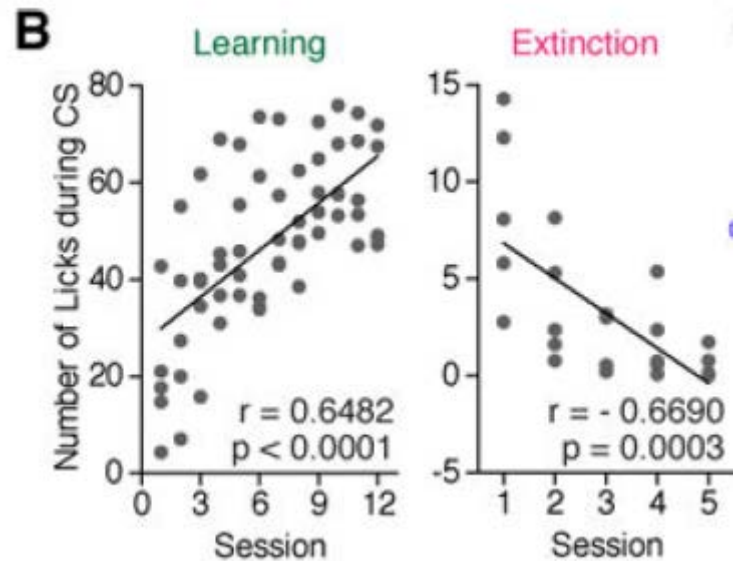 B
Learning
Number of Licks during CS
80
60
40
20
0
r = 0.6482
p < 0.0001
0 3 6 9 12
Session
Extinction
15
10
5
0
-5
r = - 0.6690
p = 0.0003
1 2 3 4 5
Session